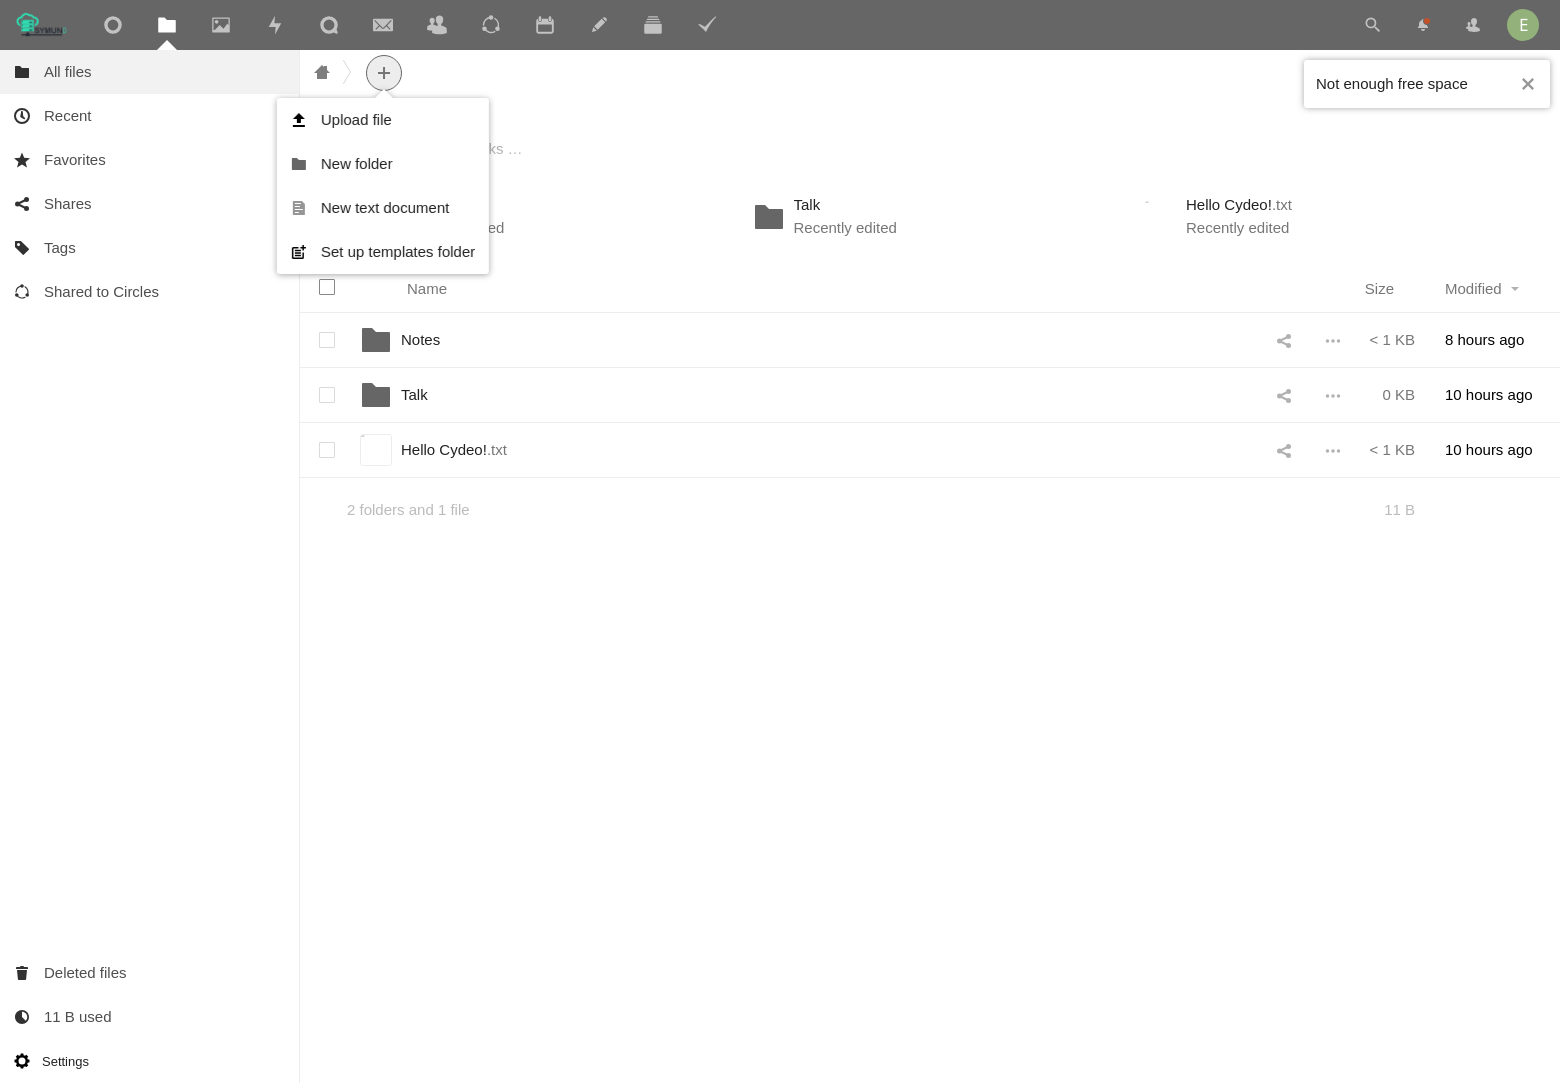 E
All files
Not enough free space
Recent
Upload file
Favorites
New folder
ks …
Shares
New text document
Talk
Hello Cydeo!.txt
ed
Recently edited
Recently edited
Tags
Set up templates folder
Shared to Circles
Name
Size
Modified
Notes
< 1 KB
8 hours ago
Talk
0 KB
10 hours ago
Hello Cydeo!.txt
< 1 KB
10 hours ago
2 folders and 1 file
11 B
Deleted files
11 B used
Settings